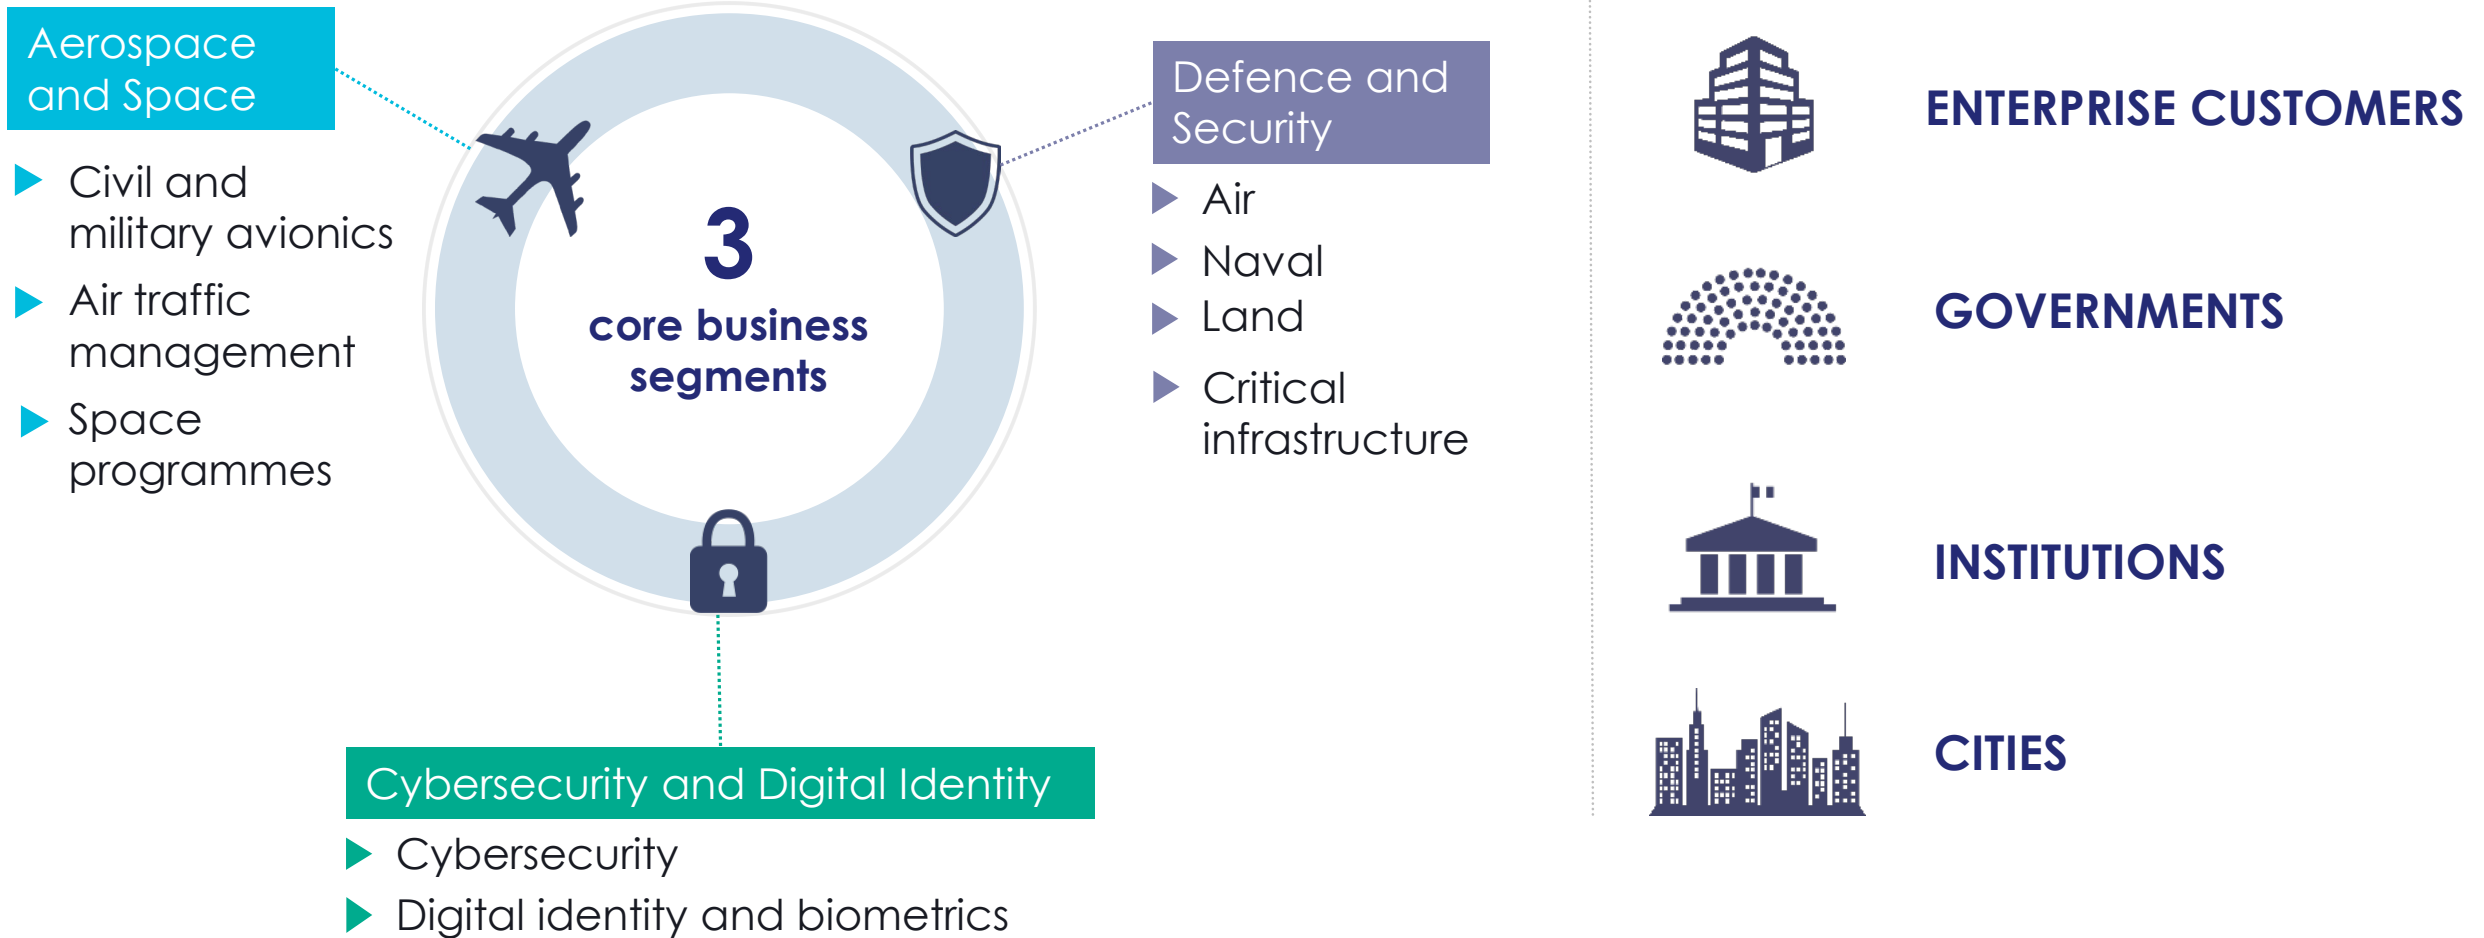 Aerospace
and Space
Civil and
military avionics
Air traffic
management
Space
programmes
3
core business
segments
Defence and
Security
Air
Naval
Land
Critical
infrastructure
Cybersecurity and Digital Identity
Cybersecurity
Digital identity and biometrics
ENTERPRISE CUSTOMERS
GOVERNMENTS
INSTITUTIONS
CITIES